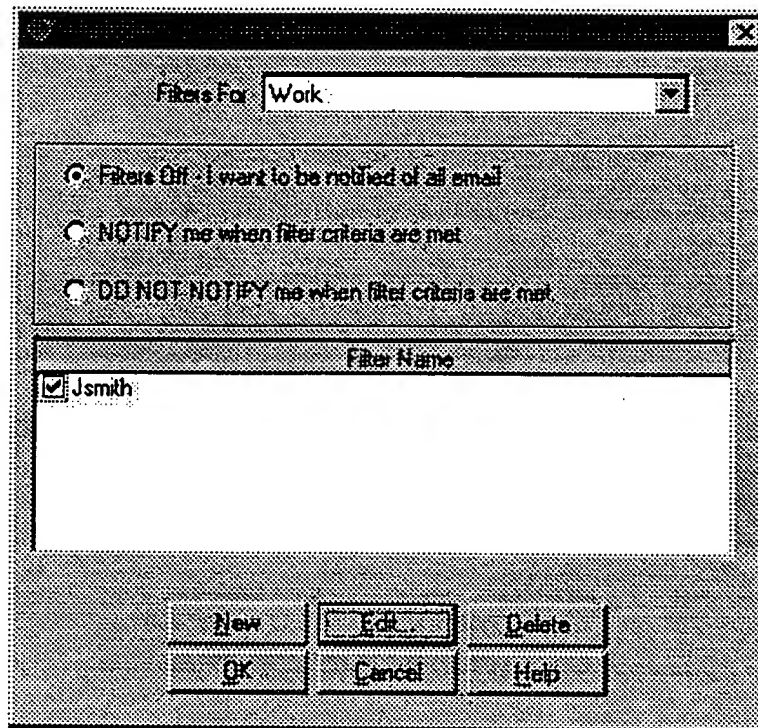 Filters For Work
Filters Off - I want to be notified of all email
NOTIFY me when filter criteria are met
DO NOT NOTIFY me when filter criteria are met.
Filter Name
Jsmith
New Edit... Delete
OK Cancel Help